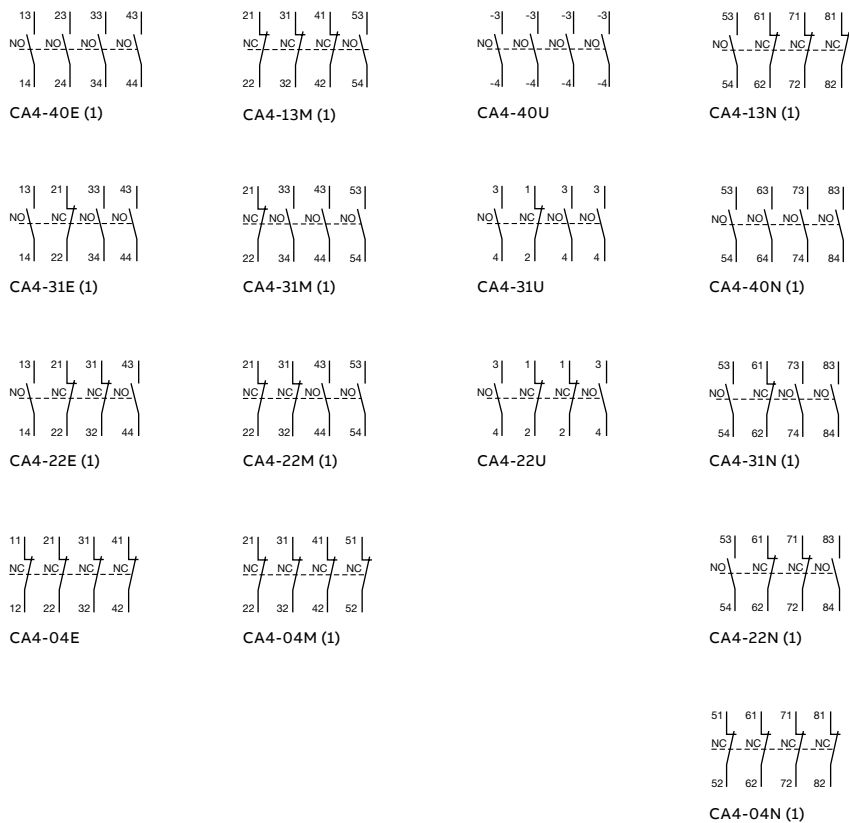 13 23 33 43
NO NO NO NO
14 24 34 44
CA4-40E (1)
21 31 41 53
NC NC NC NO
22 32 42 54
CA4-13M (1)
-3 -3 -3 -3
NO NO NO NO
-4 -4 -4 -4
CA4-40U
53 61 71 81
NO NC NC NC
54 62 72 82
CA4-13N (1)
13 21 33 43
NO NC NO NO
14 22 34 44
CA4-31E (1)
21 33 43 53
NC NO NO NO
22 34 44 54
CA4-31M (1)
3 1 3 3
NO NC NO NO
4 2 4 4
CA4-31U
53 63 73 83
NO NO NO NO
54 64 74 84
CA4-40N (1)
13 21 31 43
NO NC NC NO
14 22 32 44
CA4-22E (1)
21 31 43 53
NC NC NO NO
22 32 44 54
CA4-22M (1)
3 1 1 3
NO NC NC NO
4 2 2 4
CA4-22U
53 61 73 83
NO NC NO NO
54 62 74 84
CA4-31N (1)
11 21 31 41
NC NC NC NC
12 22 32 42
CA4-04E
21 31 41 51
NC NC NC NC
22 32 42 52
CA4-04M (1)
53 61 71 83
NO NC NC NO
54 62 72 84
CA4-22N (1)
51 61 71 81
NC NC NC NC
52 62 72 82
CA4-04N (1)